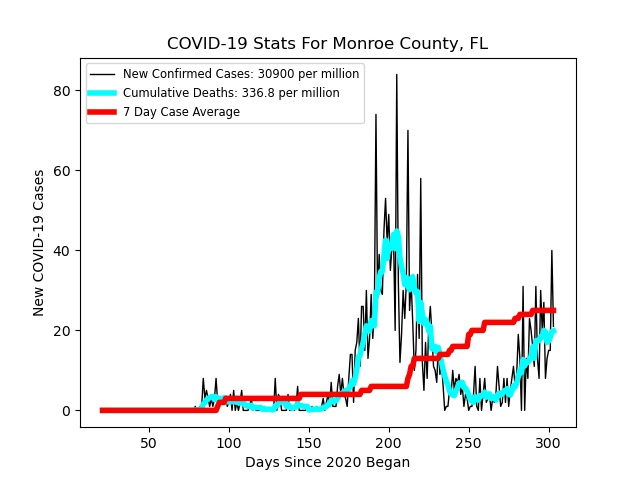 COVID-19 Stats For Monroe County, FL
New Confirmed Cases: 30900 per million
Cumulative Deaths: 336.8 per million
7 Day Case Average
New COVID-19 Cases
80
60
40
20
0
50 100 150 200 250 300
Days Since 2020 Began